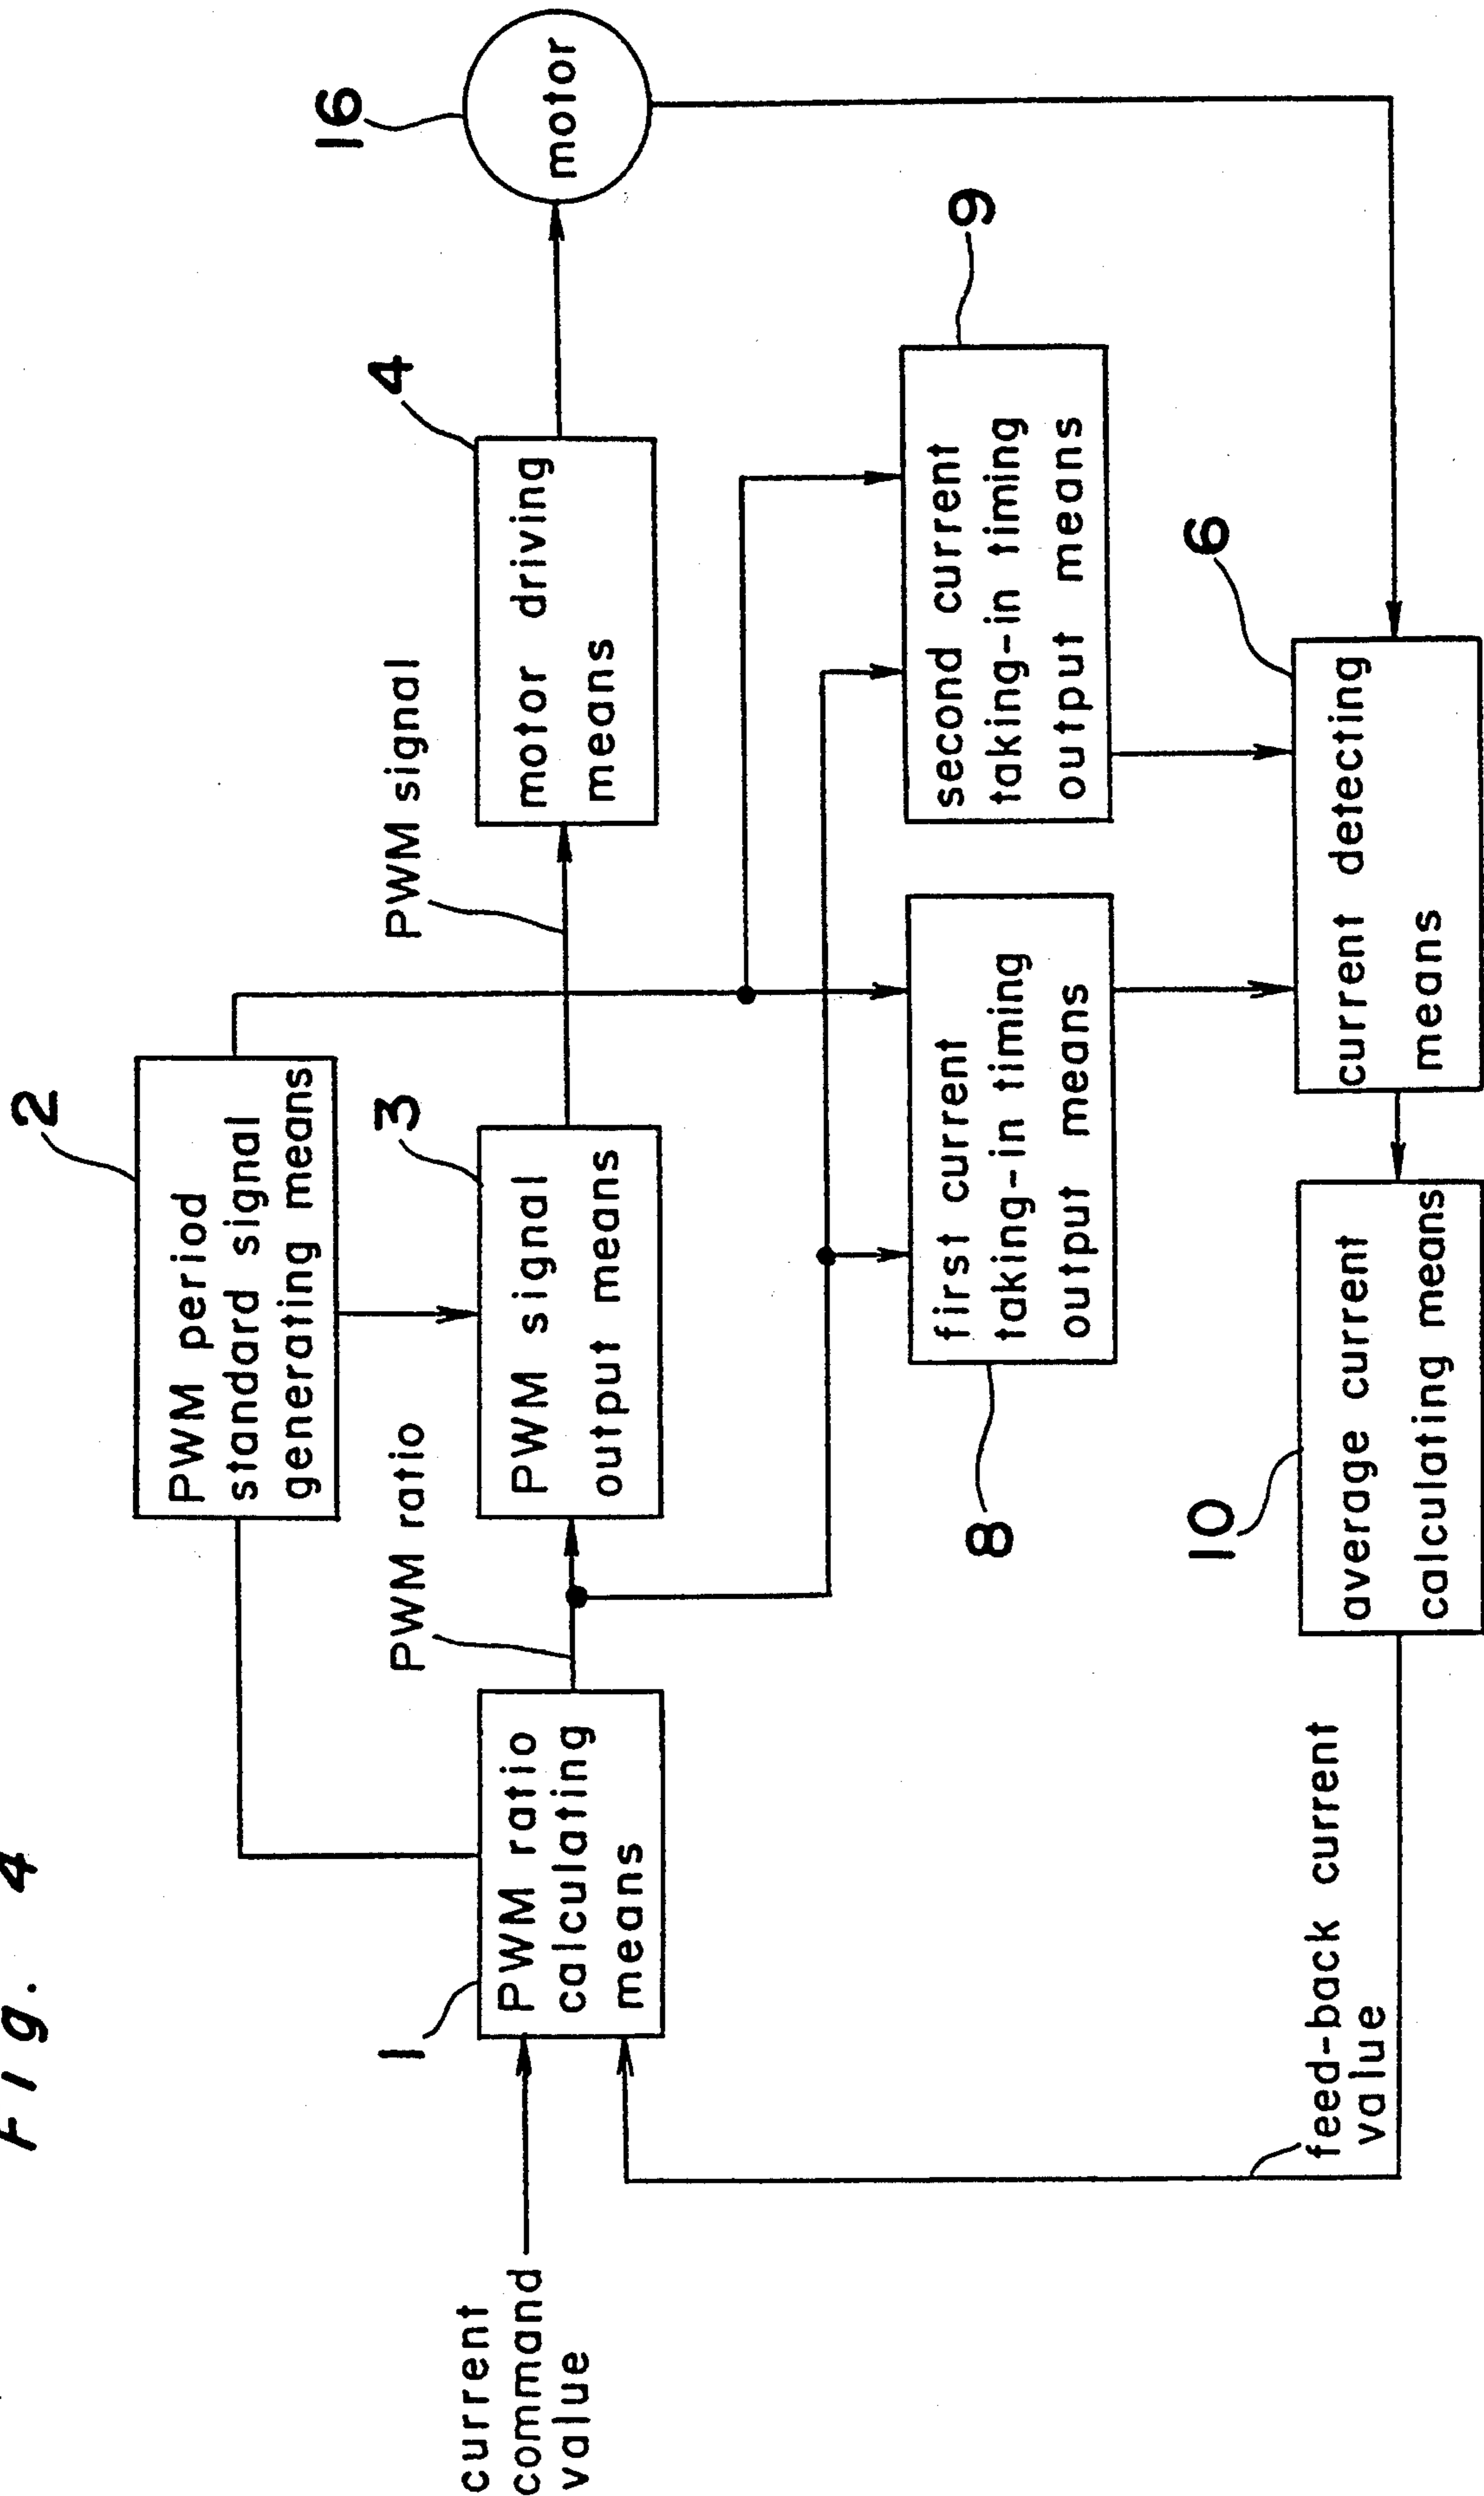 Fig. 4
2
PWM period
standard signal
generating means
16
motor
4
motor driving
means
PWM signal
3
PWM signal
output means
PWM ratio
1
PWM ratio
calculating
means
current
command
value
9
second current
taking-in timing
output means
8
first current
taking-in timing
output means
6
current detecting
means
10
average current
calculating means
feed-back current
value